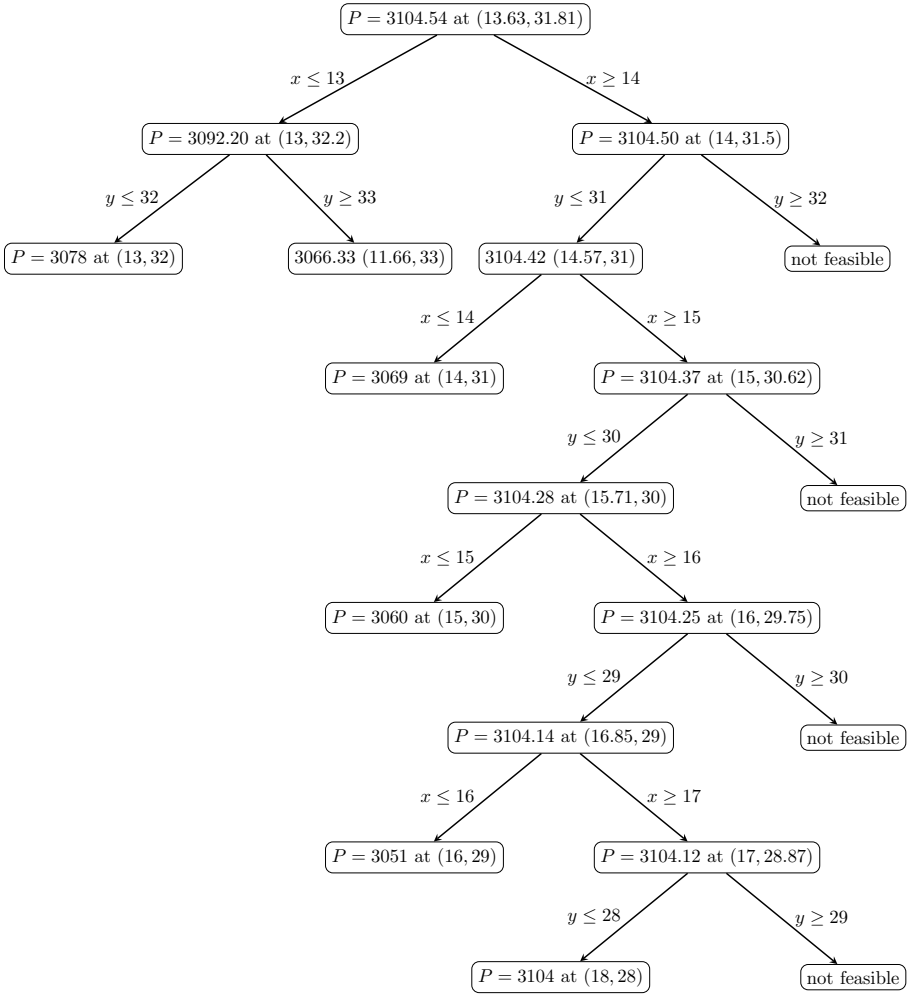 P = 3104.54 at (13.63, 31.81)
x ≤ 13
x ≥ 14
P = 3092.20 at (13, 32.2)
P = 3104.50 at (14, 31.5)
y ≤ 32
y ≥ 33
y ≤ 31
y ≥ 32
P = 3078 at (13, 32)
3066.33 (11.66, 33)
3104.42 (14.57, 31)
not feasible
x ≤ 14
x ≥ 15
P = 3069 at (14, 31)
P = 3104.37 at (15, 30.62)
y ≤ 30
y ≥ 31
P = 3104.28 at (15.71, 30)
not feasible
x ≤ 15
x ≥ 16
P = 3060 at (15, 30)
P = 3104.25 at (16, 29.75)
y ≤ 29
y ≥ 30
P = 3104.14 at (16.85, 29)
not feasible
x ≤ 16
x ≥ 17
P = 3051 at (16, 29)
P = 3104.12 at (17, 28.87)
y ≤ 28
y ≥ 29
P = 3104 at (18, 28)
not feasible